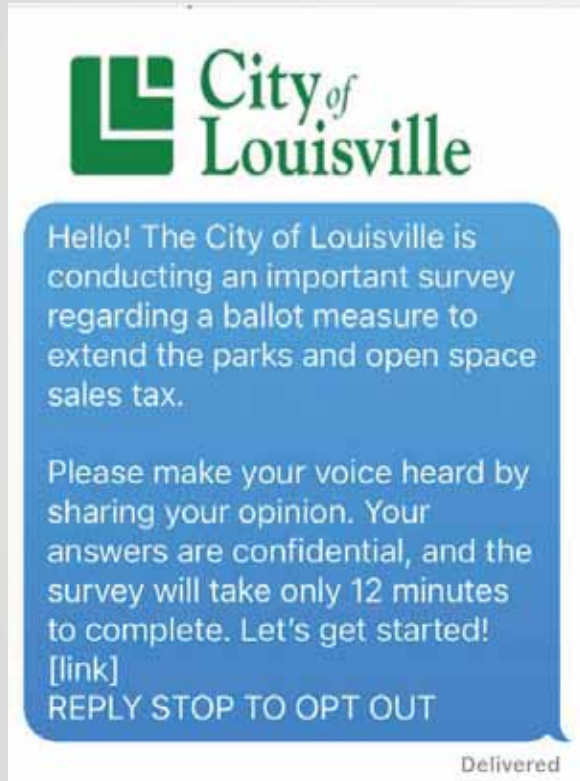 City of
Louisville
Hello! The City of Louisville is
conducting an important survey
regarding a ballot measure to
extend the parks and open space
sales tax.
Please make your voice heard by
sharing your opinion. Your
answers are confidential, and the
survey will take only 12 minutes
to complete. Let's get started!
[link]
REPLY STOP TO OPT OUT
Delivered